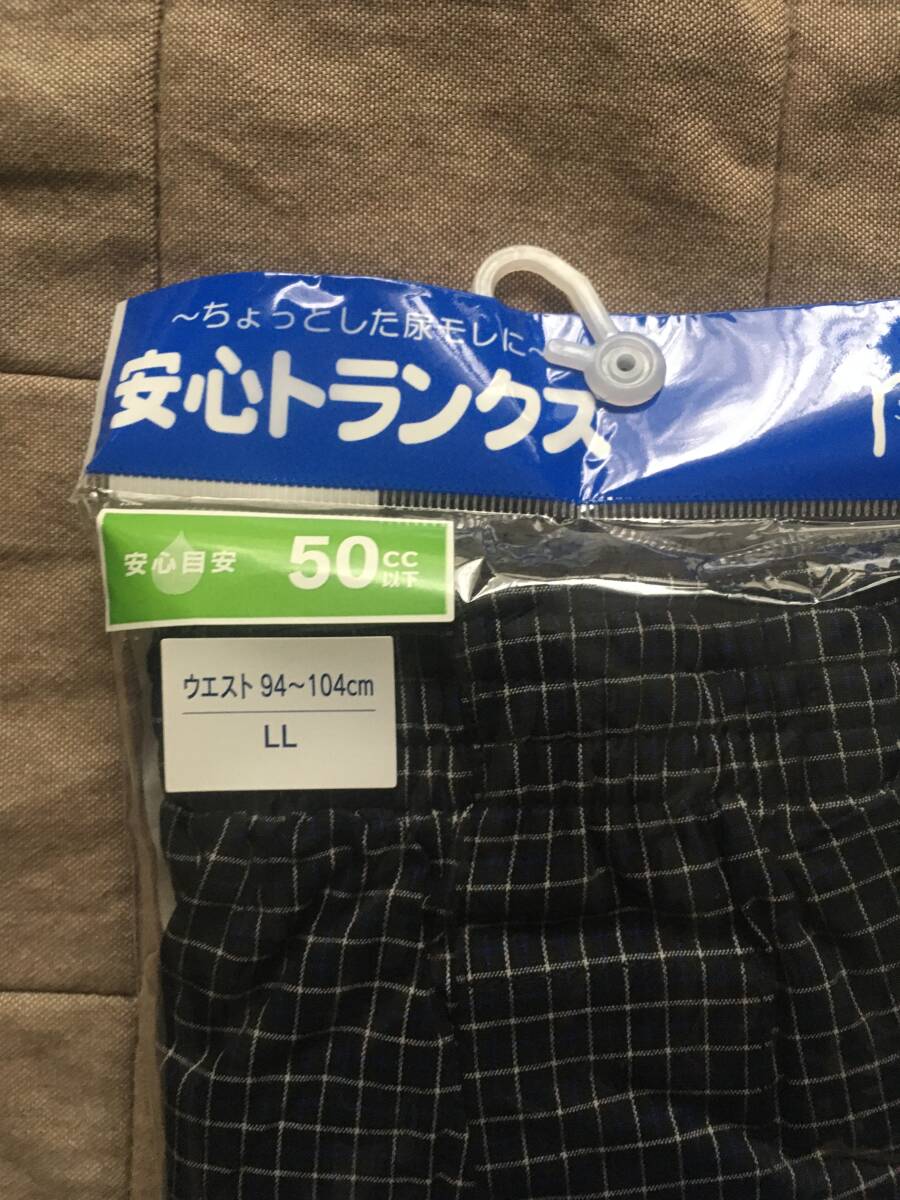 ～ちょっとした尿モレに～
安心トランクス
安心目安 50cc以下
ウエスト 94～104cm
LL